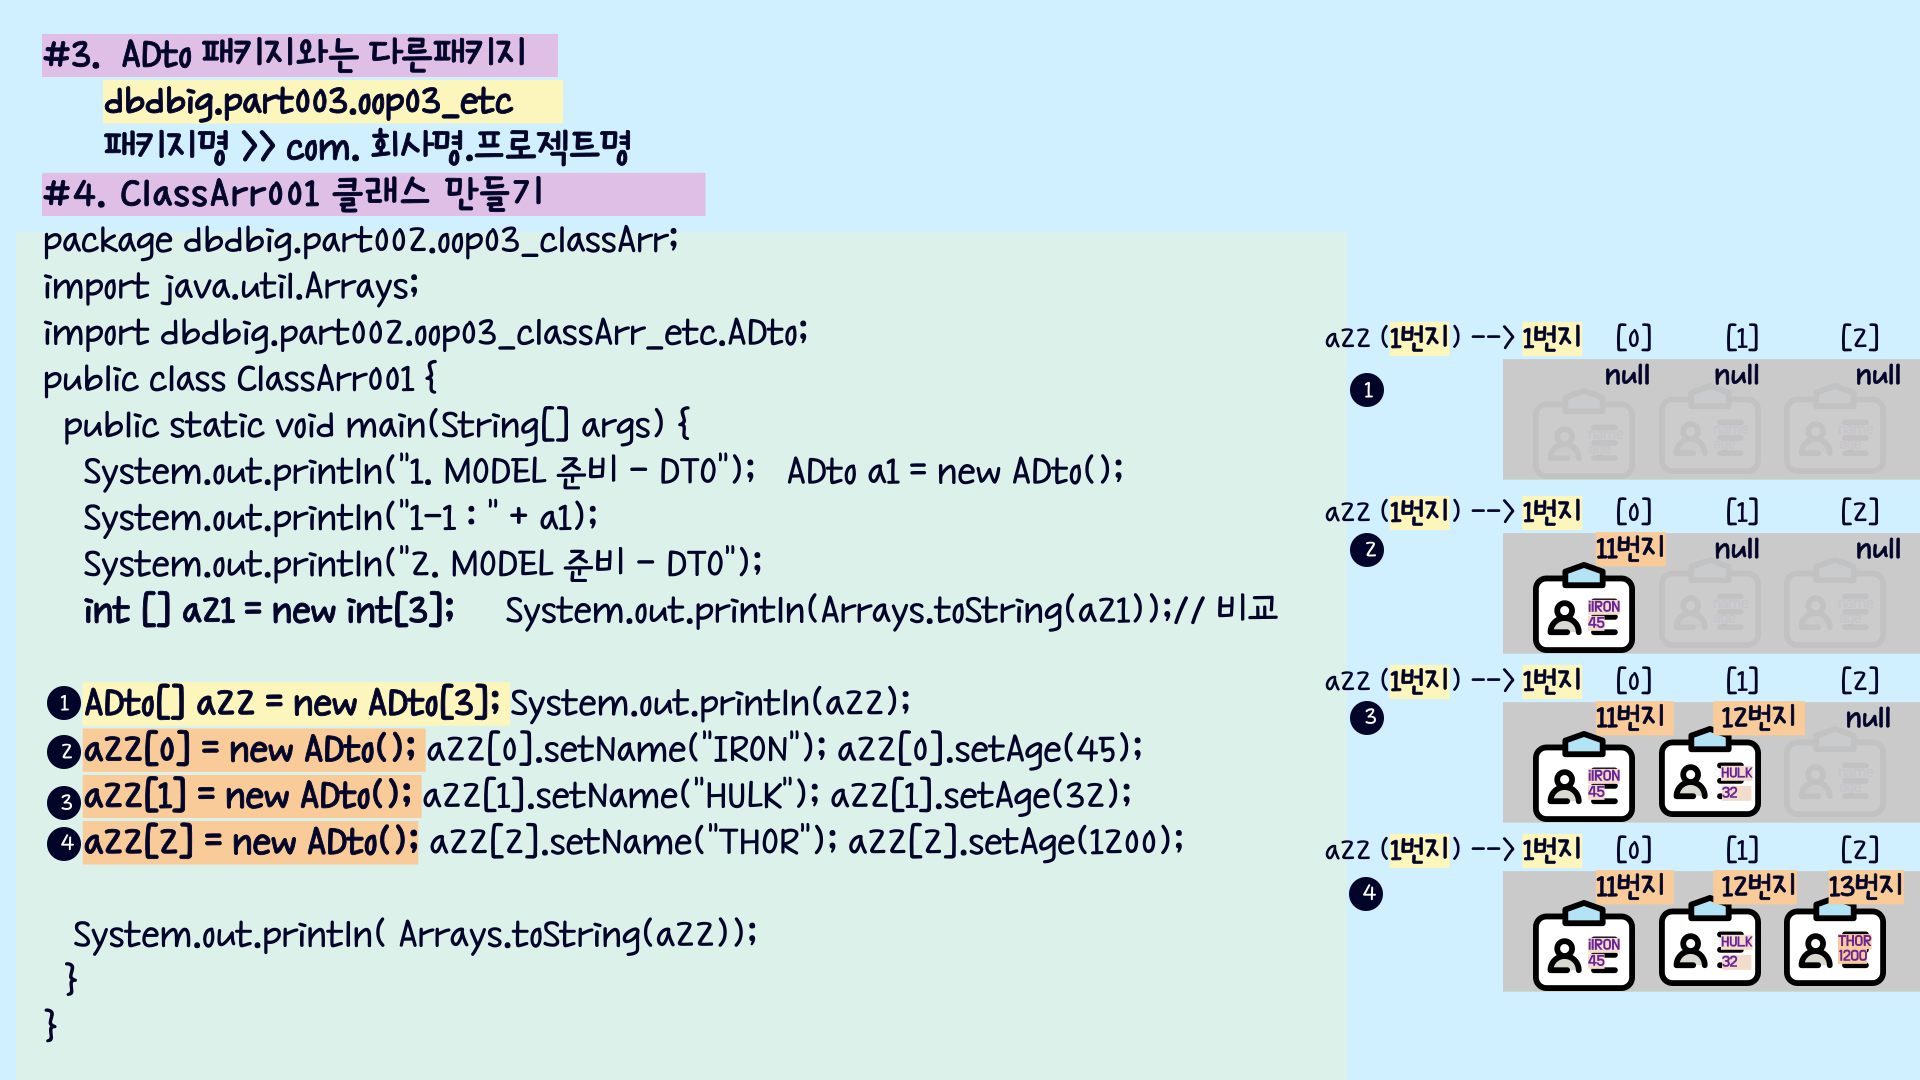 #3. ADto 패키지와는 다른패키지
dbdbig.part003.oop03_etc
패키지명 >> com. 회사명.프로젝트명
#4. ClassArr001 클래스 만들기
package dbdbig.part002.oop03_classArr;
import java.util.Arrays;
import dbdbig.part002.oop03_classArr_etc.ADto;
public class ClassArr001 {
public static void main(String[] args) {
System.out.println("1. MODEL 준비 - DTO"); ADto a1 = new ADto();
System.out.println("1-1 : " + a1);
System.out.println("2. MODEL 준비 - DTO");
int [] a21 = new int[3]; System.out.println(Arrays.toString(a21));// 비교
1 ADto[] a22 = new ADto[3]; System.out.println(a22);
2 a22[0] = new ADto(); a22[0].setName("IRON"); a22[0].setAge(45);
3 a22[1] = new ADto(); a22[1].setName("HULK"); a22[1].setAge(32);
4 a22[2] = new ADto(); a22[2].setName("THOR"); a22[2].setAge(1200);
System.out.println( Arrays.toString(a22));
}
}
a22 (1번지) --> 1번지 [0] [1] [2]
1 null null null
a22 (1번지) --> 1번지 [0] [1] [2]
2 11번지 null null
iIRON
45
a22 (1번지) --> 1번지 [0] [1] [2]
3 11번지 12번지 null
iIRON HULK
45 32
a22 (1번지) --> 1번지 [0] [1] [2]
4 11번지 12번지 13번지
iIRON HULK THOR
45 32 1200